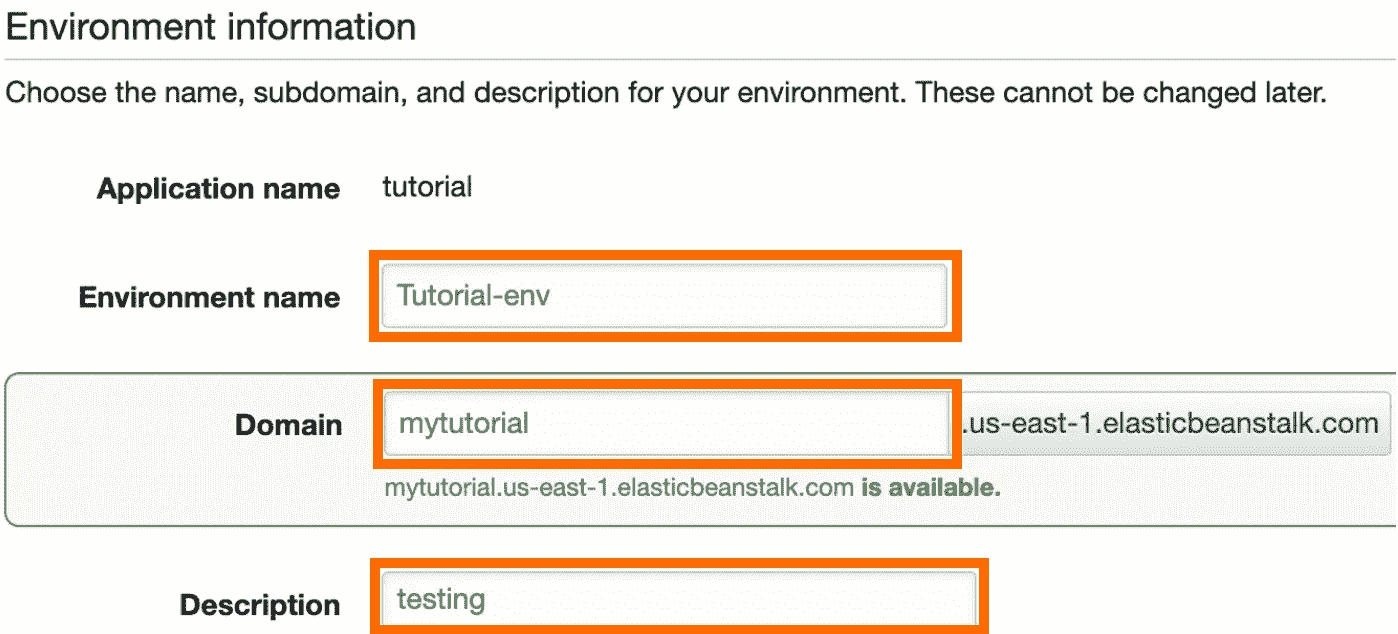 Environment information
Choose the name, subdomain, and description for your environment. These cannot be changed later.
Application name tutorial
Environment name Tutorial-env
Domain mytutorial .us-east-1.elasticbeanstalk.com
mytutorial.us-east-1.elasticbeanstalk.com is available.
Description testing